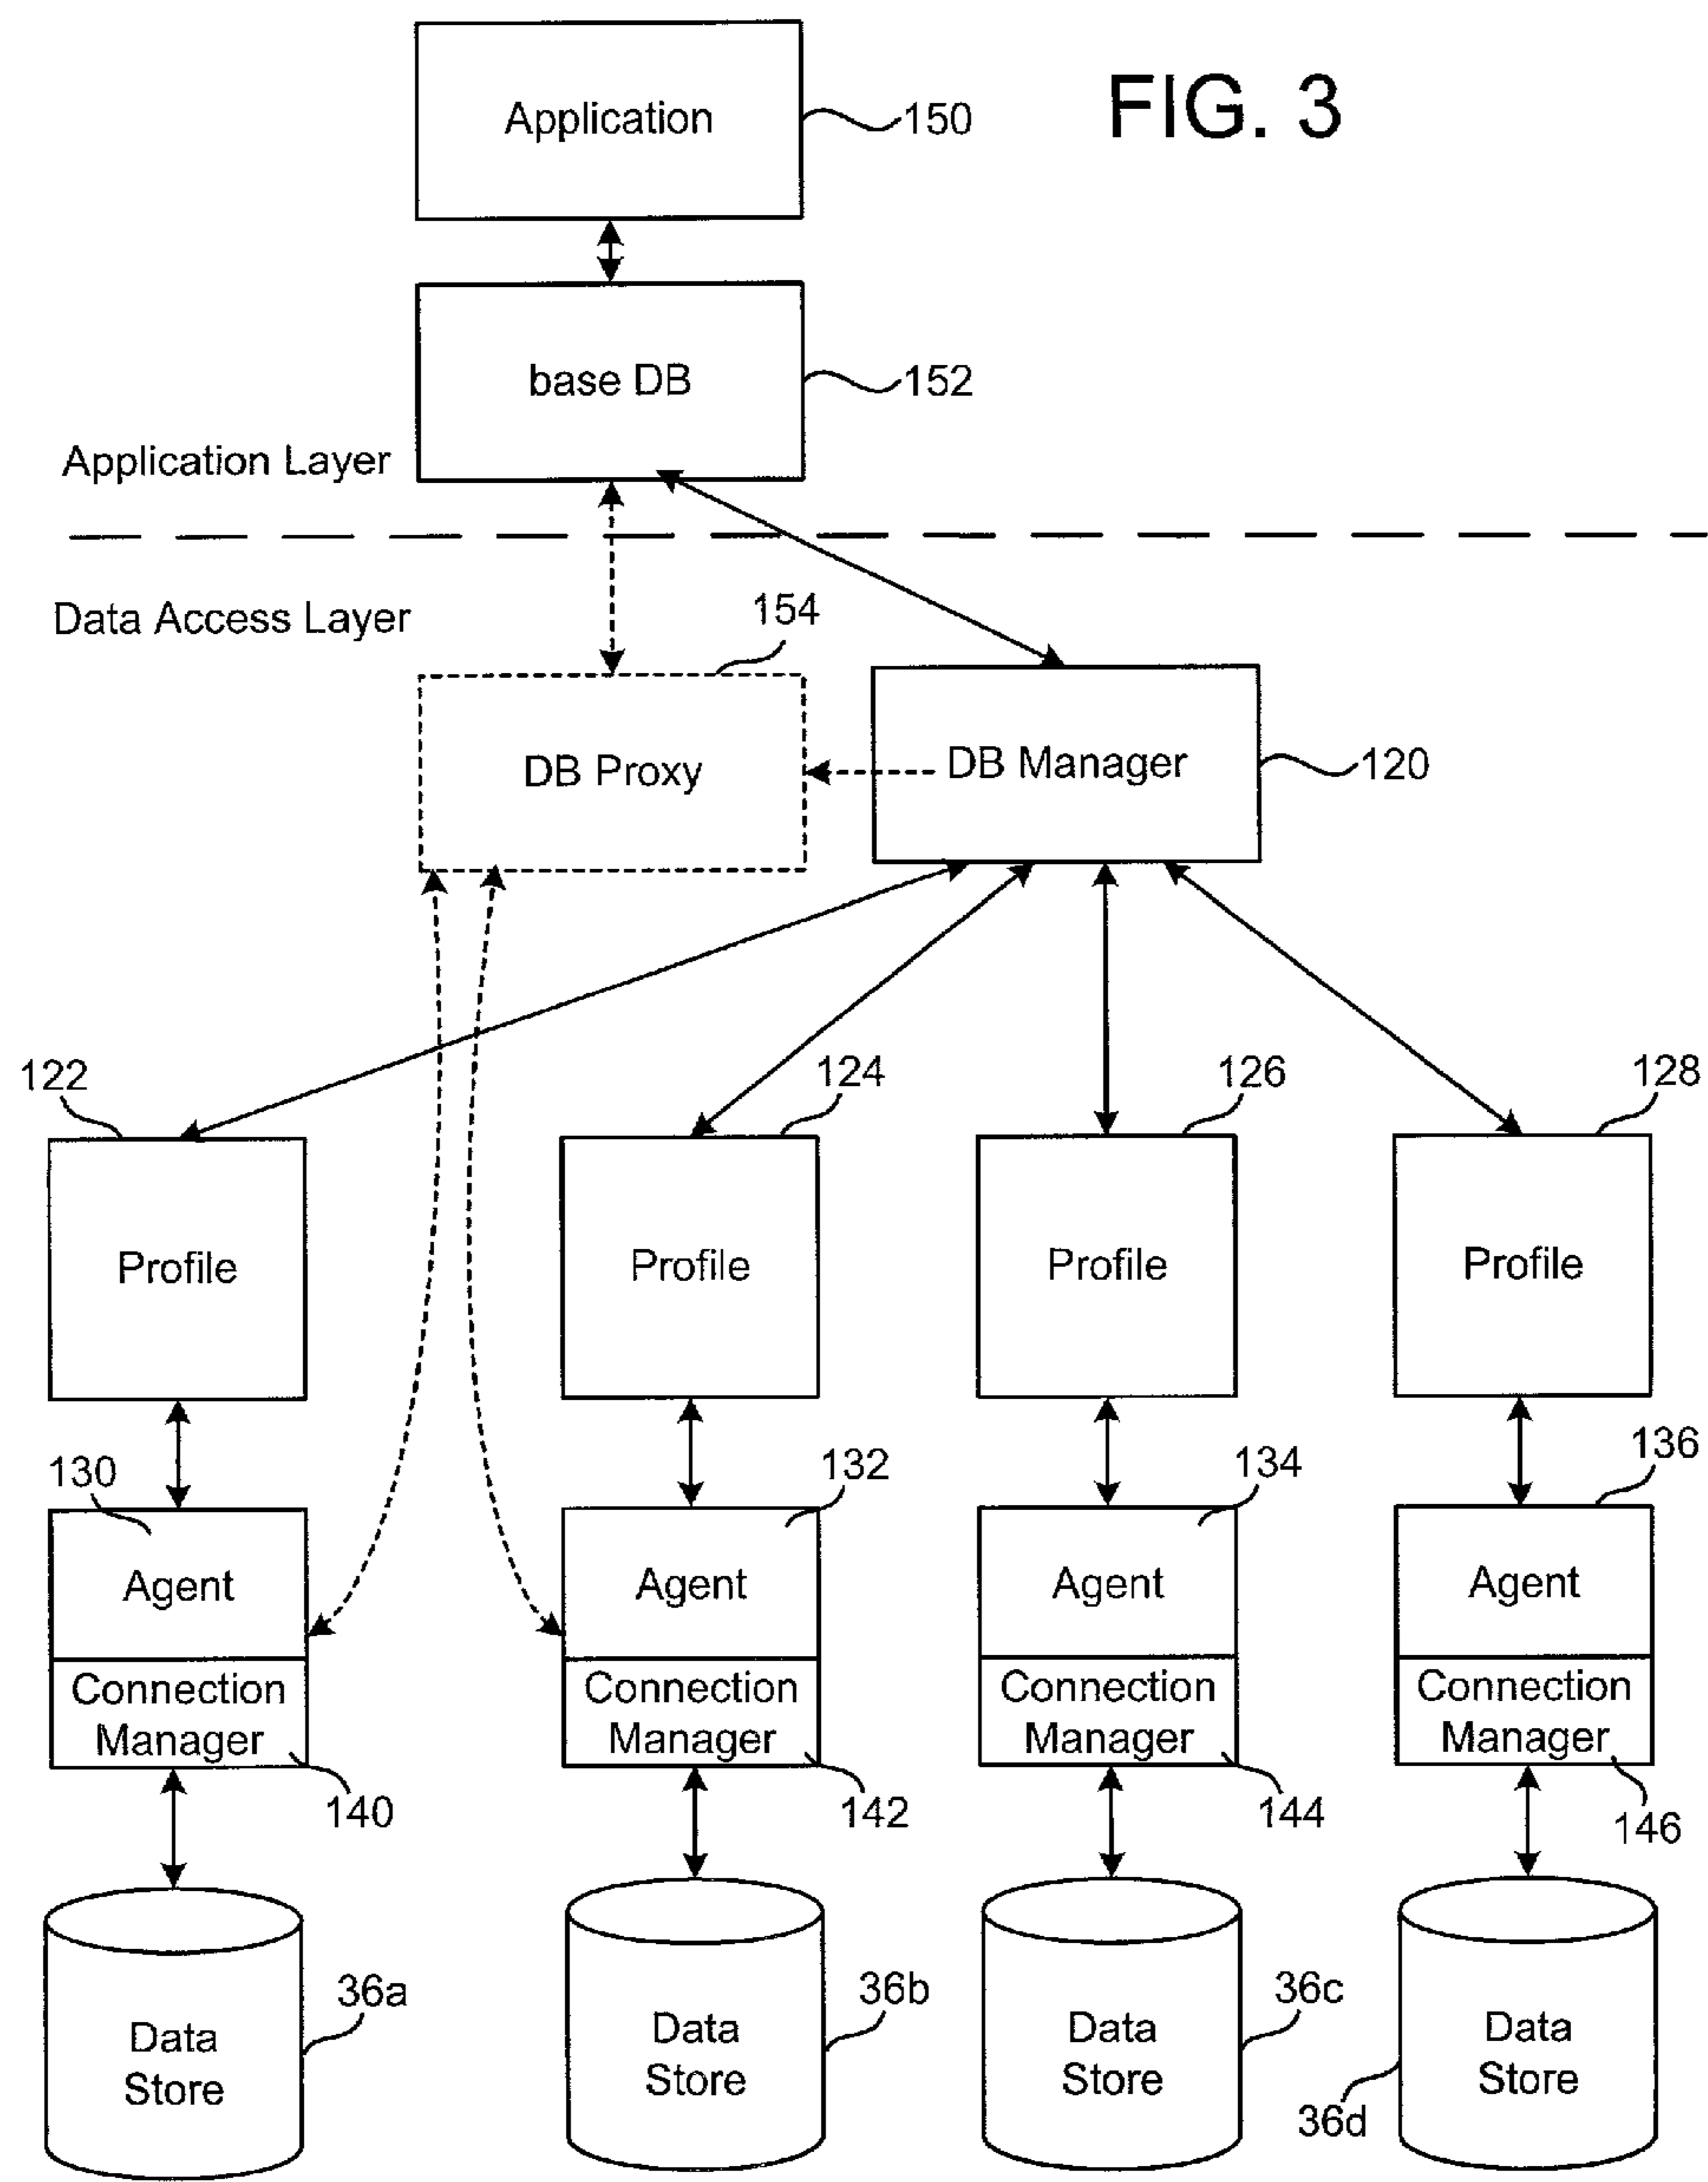 FIG. 3
Application
150
base DB
152
Application Layer
Data Access Layer
154
DB Proxy
DB Manager
120
122
124
126
128
Profile
Profile
Profile
Profile
130
132
134
136
Agent
Agent
Agent
Agent
Connection
Manager
Connection
Manager
Connection
Manager
Connection
Manager
140
142
144
146
36a
36b
36c
36d
Data
Store
Data
Store
Data
Store
Data
Store